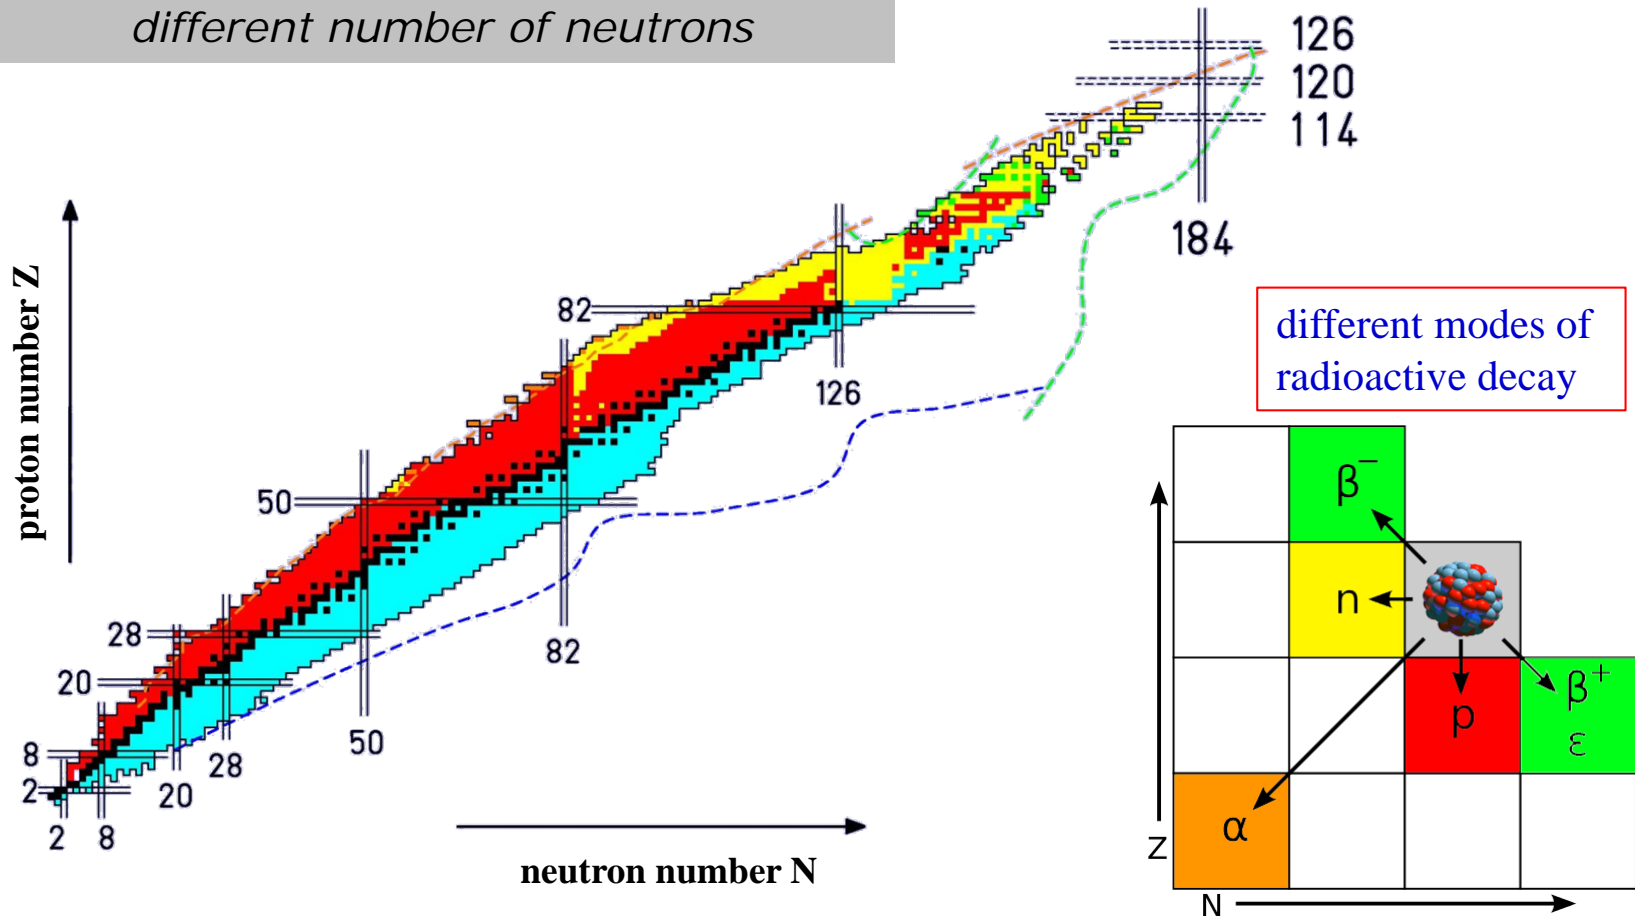 different number of neutrons
126
120
114
184
proton number Z
82
126
50
82
28
20
50
28
8
20
2
2
8
neutron number N
different modes of
radioactive decay
β⁻
n
p
β⁺
ε
α
Z
N